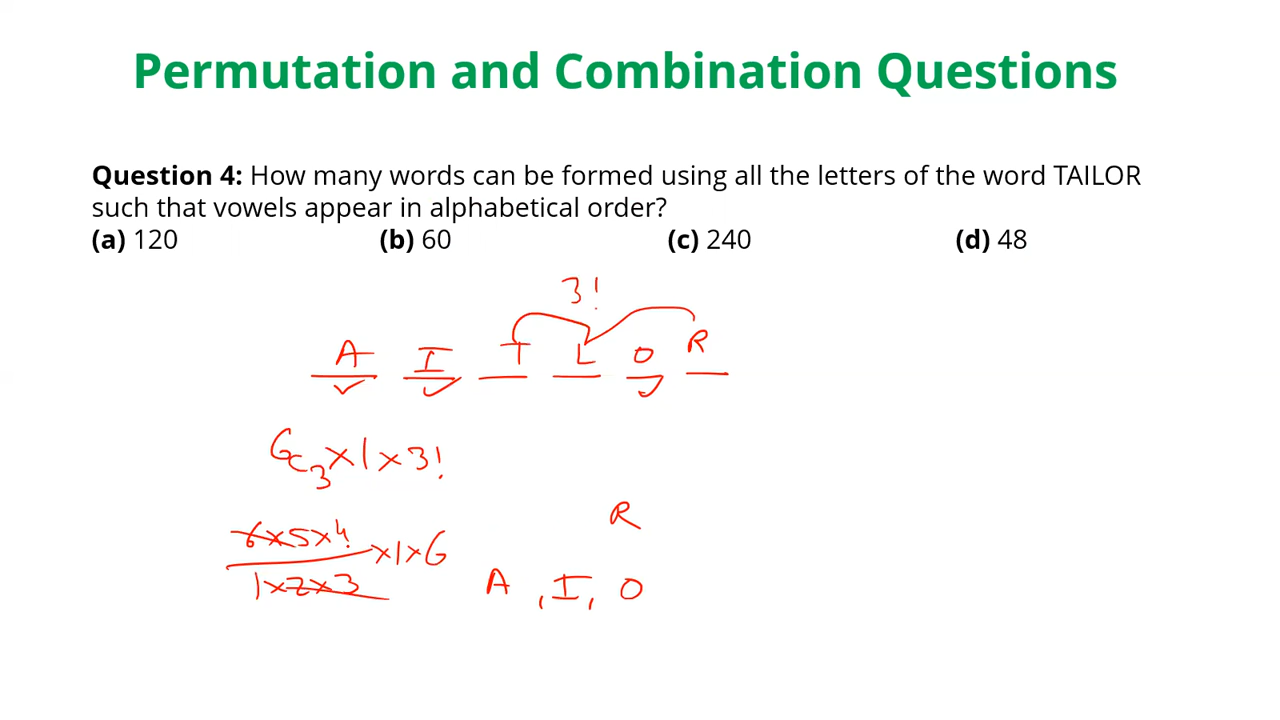 Permutation and Combination Questions
Question 4: How many words can be formed using all the letters of the word TAILOR
such that vowels appear in alphabetical order?
(a) 120 (b) 60 (c) 240 (d) 48
3!
A I T L O R
6C3 × 1 × 3!
R
6×5×4 ×1×6
1×2×3
A , I , O